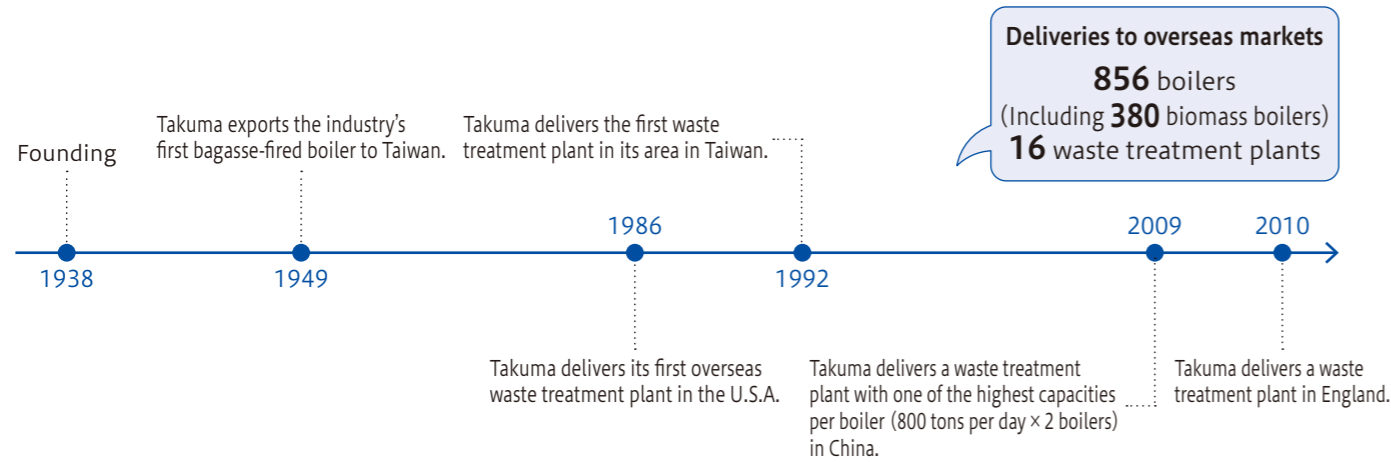 Deliveries to overseas markets
856 boilers
(Including 380 biomass boilers)
16 waste treatment plants
Founding
Takuma exports the industry's
first bagasse-fired boiler to Taiwan.
Takuma delivers the first waste
treatment plant in its area in Taiwan.
1938
1949
1986
1992
2009
2010
Takuma delivers its first overseas
waste treatment plant in the U.S.A.
Takuma delivers a waste treatment
plant with one of the highest capacities
per boiler (800 tons per day × 2 boilers)
in China.
Takuma delivers a waste
treatment plant in England.